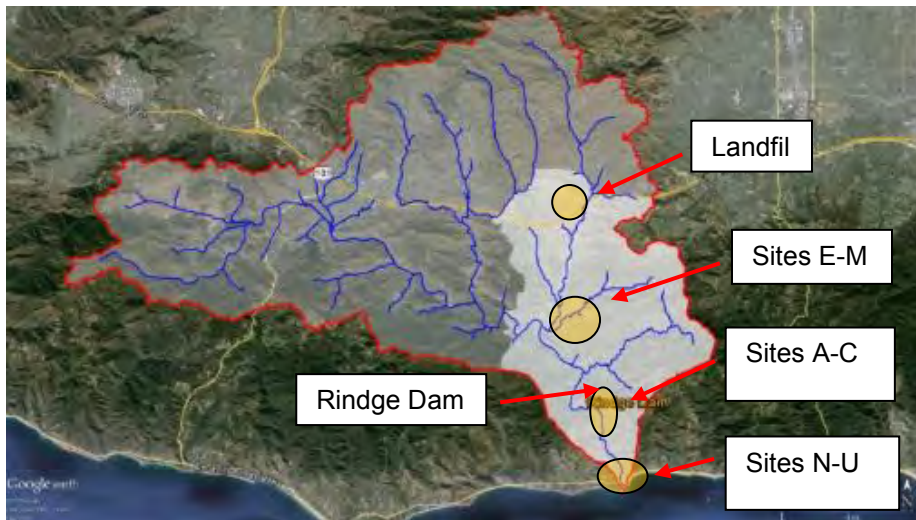 Landfil
Sites E-M
Sites A-C
Rindge Dam
Sites N-U
Google earth
N